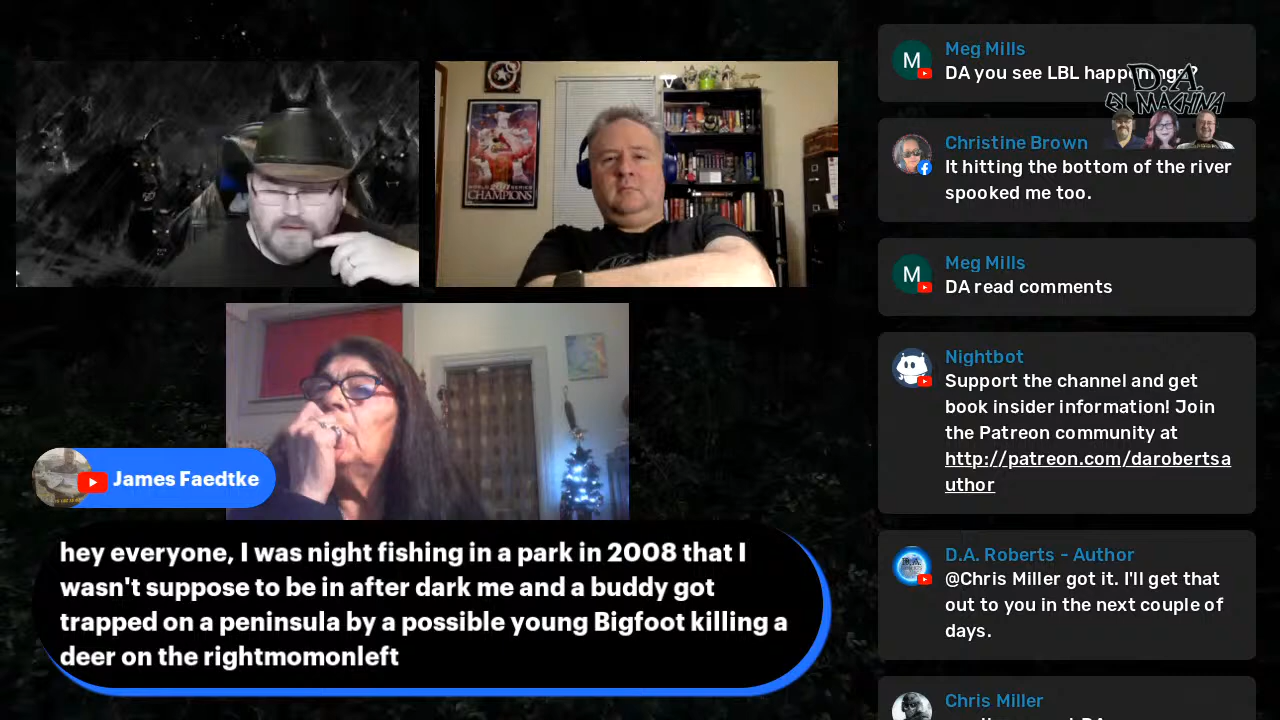 WORLD SERIES
CHAMPIONS
James Faedtke
hey everyone, I was night fishing in a park in 2008 that I
wasn't suppose to be in after dark me and a buddy got
trapped on a peninsula by a possible young Bigfoot killing a
deer on the rightmomonleft
M
Meg Mills
DA you see LBL happenings?
D.A.
EX MACHINA
Christine Brown
It hitting the bottom of the river
spooked me too.
M
Meg Mills
DA read comments
Nightbot
Support the channel and get
book insider information! Join
the Patreon community at
http://patreon.com/darobertsa
uthor
D.A. Roberts - Author
@Chris Miller got it. I'll get that
out to you in the next couple of
days.
Chris Miller